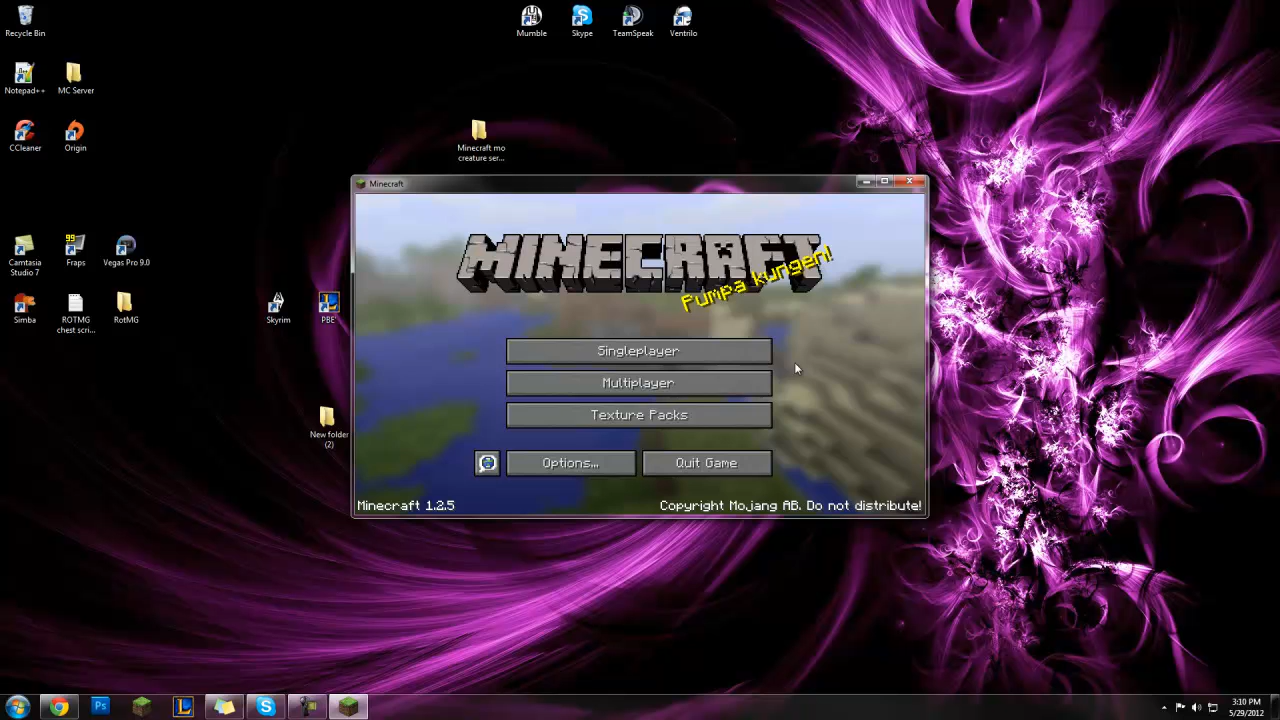 Recycle Bin
Mumble
Skype
TeamSpeak
Ventrilo
Notepad++
MC Server
CCleaner
Origin
Minecraft mo
creature ser...
Minecraft
MINECRAFT
Pumpa kungen!
Camtasia
Studio 7
99
Fraps
Vegas Pro 9.0
Simba
ROTMG
chest scri...
RotMG
Skyrim
PBE
Singleplayer
Multiplayer
Texture Packs
New folder
(2)
Options...
Quit Game
Minecraft 1.2.5
Copyright Mojang AB. Do not distribute!
Ps
L
S
3:10 PM
5/29/2012